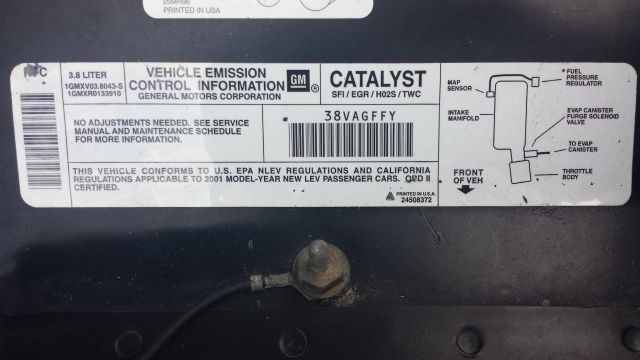 25MR96
PRINTED IN USA
3.8 LITER
1GMXV03.8043-S
1GMXR0133910
VEHICLE EMISSION
CONTROL INFORMATION
GENERAL MOTORS CORPORATION
GM ®
CATALYST
SFI / EGR / H02S / TWC
NO ADJUSTMENTS NEEDED. SEE SERVICE
MANUAL AND MAINTENANCE SCHEDULE
FOR MORE INFORMATION.
38VAGFFY
THIS VEHICLE CONFORMS TO U.S. EPA NLEV REGULATIONS AND CALIFORNIA
REGULATIONS APPLICABLE TO 2001 MODEL-YEAR NEW LEV PASSENGER CARS. OBD II
CERTIFIED.
PRINTED IN U.S.A.
24508372
MAP
SENSOR
FUEL
PRESSURE
REGULATOR
INTAKE
MANIFOLD
EVAP CANISTER
PURGE SOLENOID
VALVE
TO EVAP
CANISTER
FRONT
OF VEH
THROTTLE
BODY